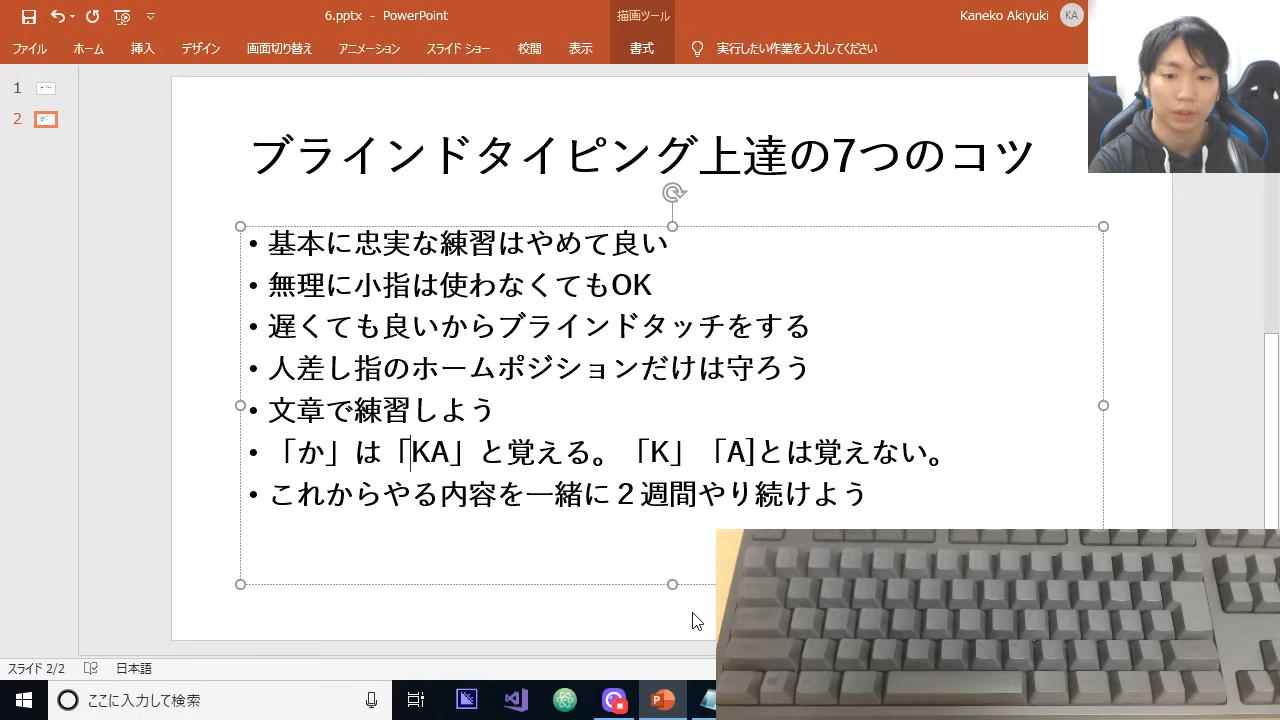 6.pptx - PowerPoint
描画ツール
Kaneko Akiyuki
KA
ファイル ホーム 挿入 デザイン 画面切り替え アニメーション スライド ショー 校閲 表示 書式 実行したい作業を入力してください
1
2
ブラインドタイピング上達の7つのコツ
• 基本に忠実な練習はやめて良い
• 無理に小指は使わなくてもOK
• 遅くても良いからブラインドタッチをする
• 人差し指のホームポジションだけは守ろう
• 文章で練習しよう
• 「か」は「KA」と覚える。「K」「A]とは覚えない。
• これからやる内容を一緒に２週間やり続けよう
スライド 2/2 日本語
ここに入力して検索